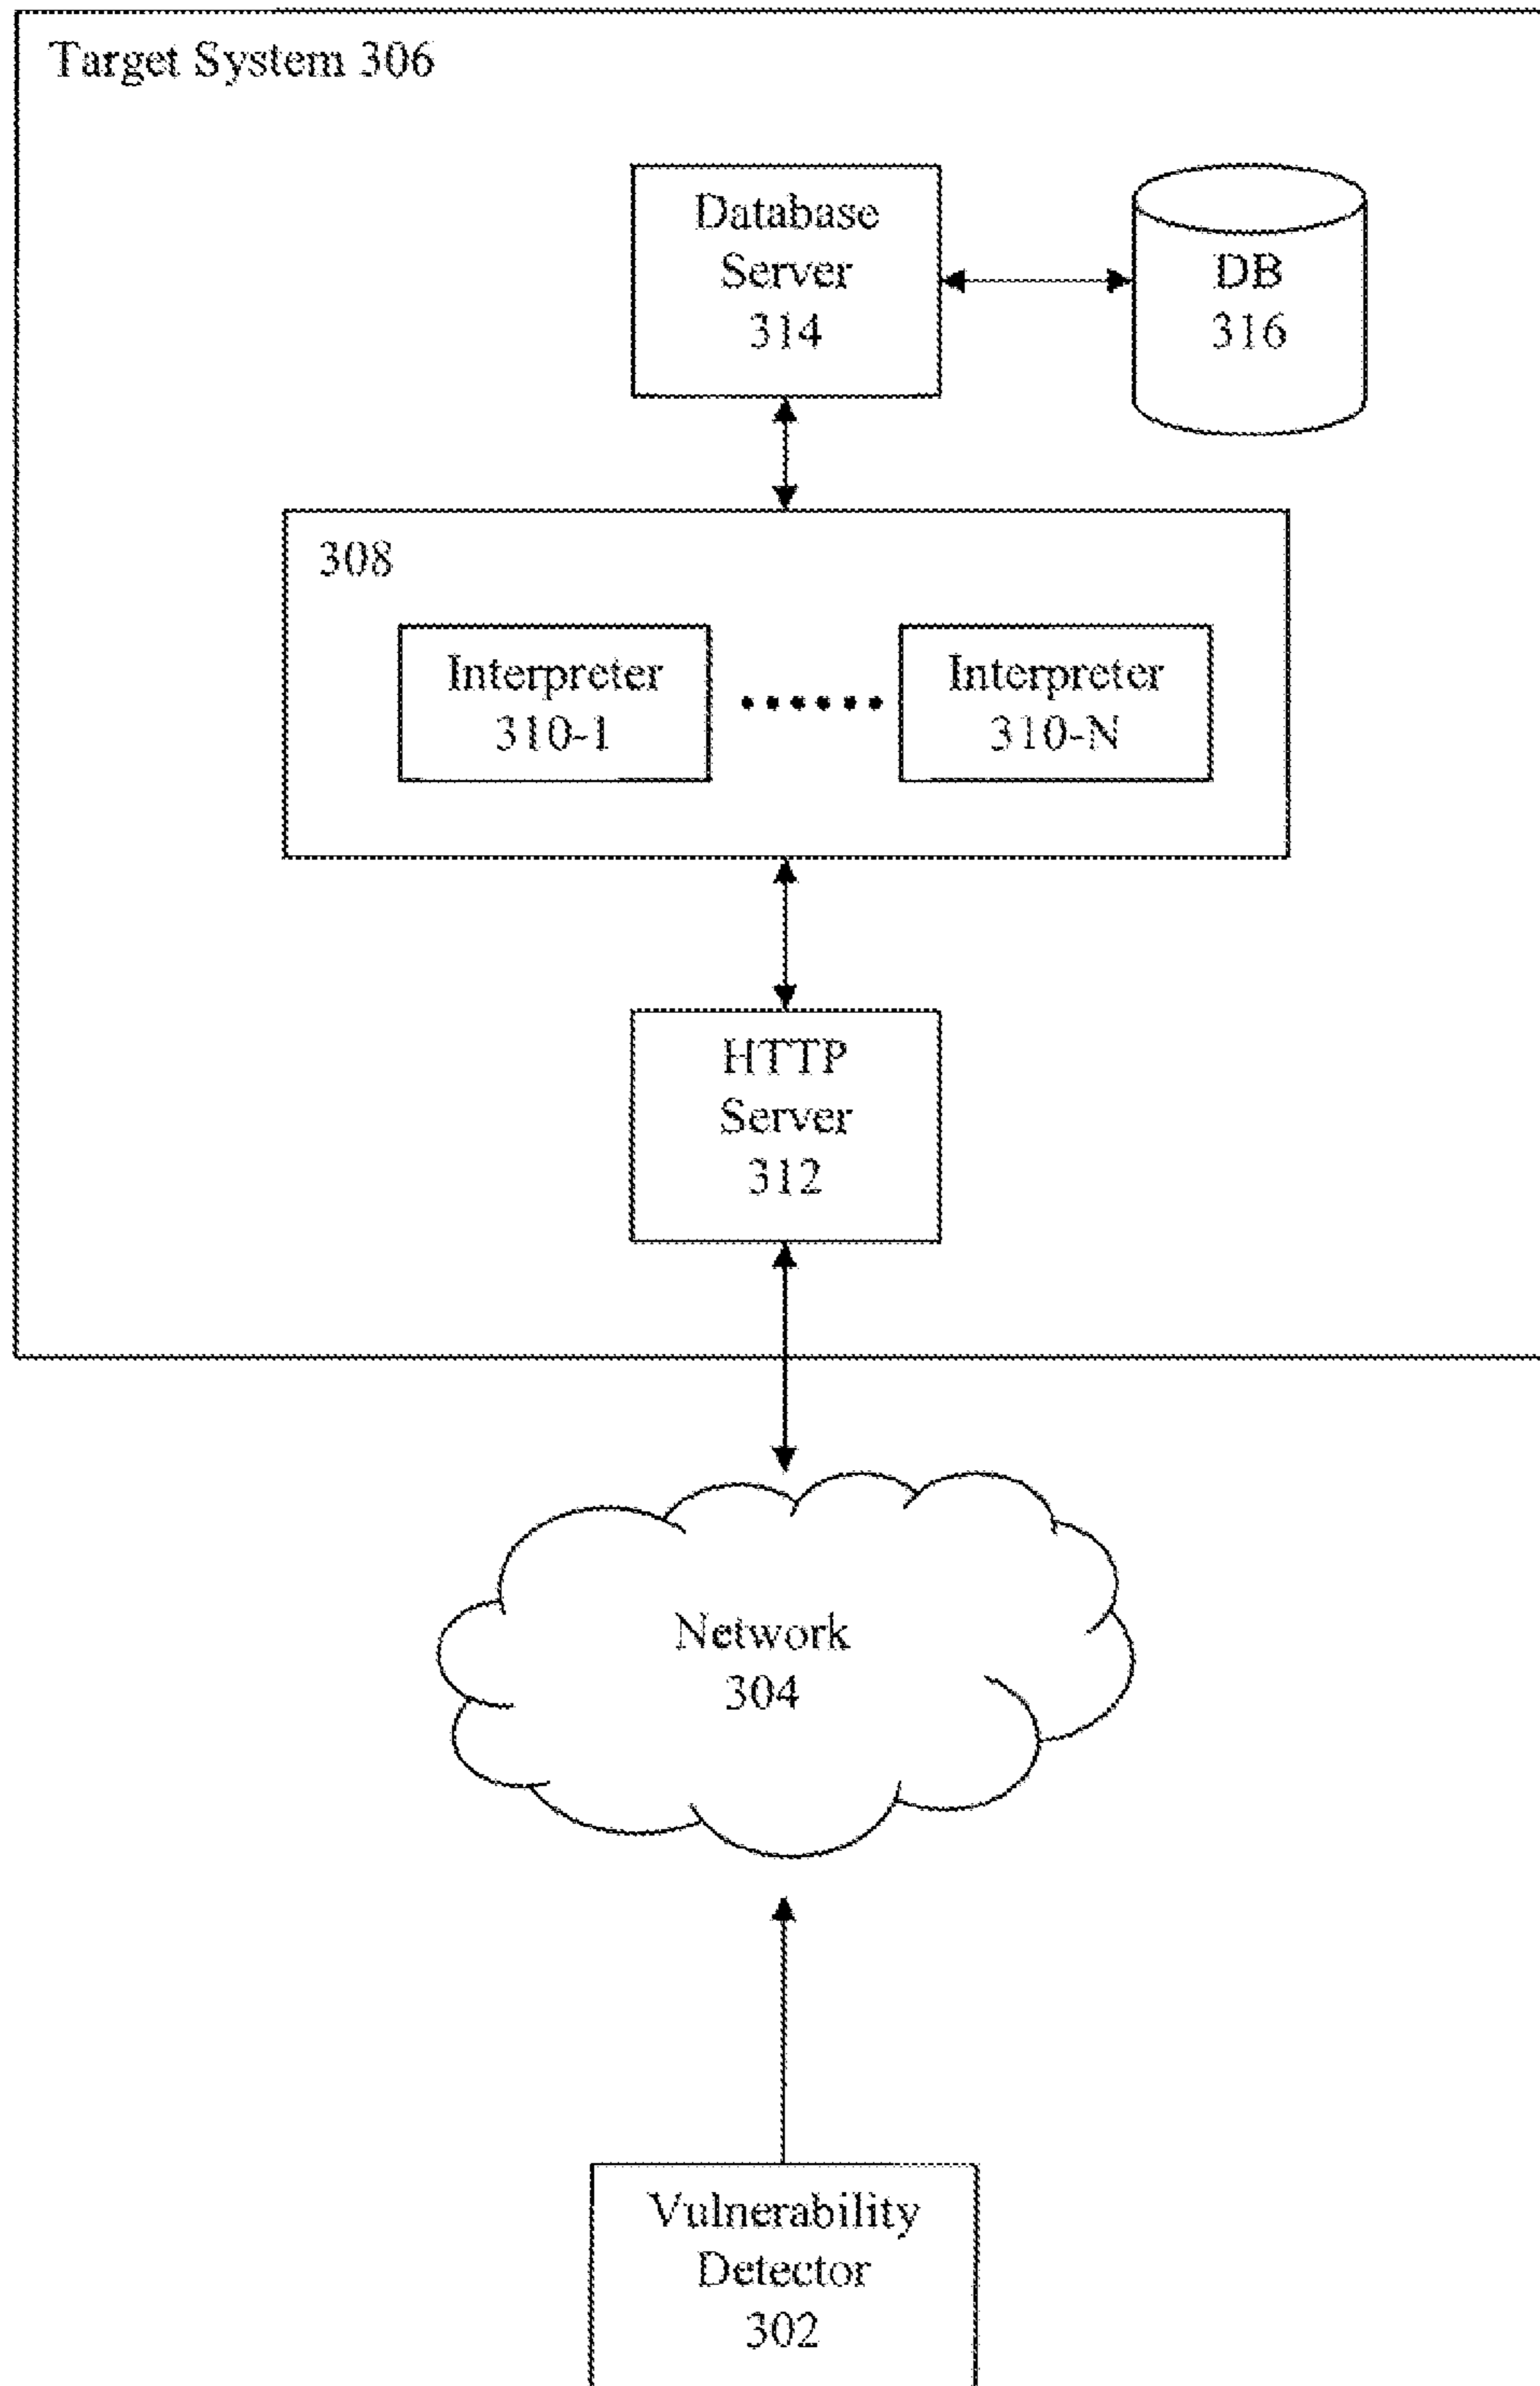 Target System 306
Database
Server
314
DB
316
308
Interpreter
310-1
Interpreter
310-N
HTTP
Server
312
Network
304
Vulnerability
Detector
302